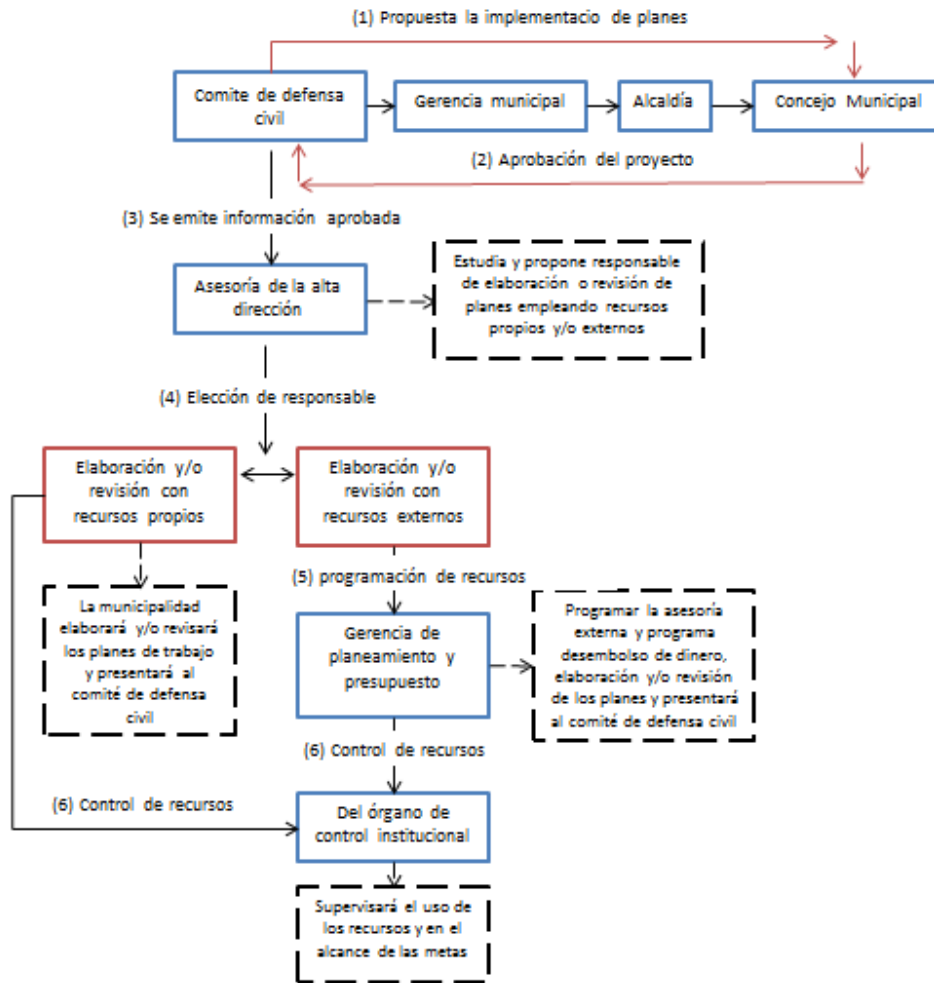 (1) Propuesta la implementacio de planes
Comite de defensa
civil
Gerencia municipal
Alcaldía
Concejo Municipal
(2) Aprobación del proyecto
(3) Se emite información aprobada
Asesoría de la alta
dirección
Estudia y propone responsable
de elaboración o revisión de
planes empleando recursos
propios y/o externos
(4) Elección de responsable
Elaboración y/o
revisión con
recursos propios
Elaboración y/o
revisión con
recursos externos
(5) programación de recursos
La municipalidad
elaborará y/o revisará
los planes de trabajo
y presentará al
comité de defensa
civil
Gerencia de
planeamiento y
presupuesto
Programar la asesoría
externa y programa
desembolso de dinero,
elaboración y/o revisión
de los planes y presentará
al comité de defensa civil
(6) Control de recursos
(6) Control de recursos
Del órgano de
control institucional
Supervisará el uso de
los recursos y en el
alcance de las metas